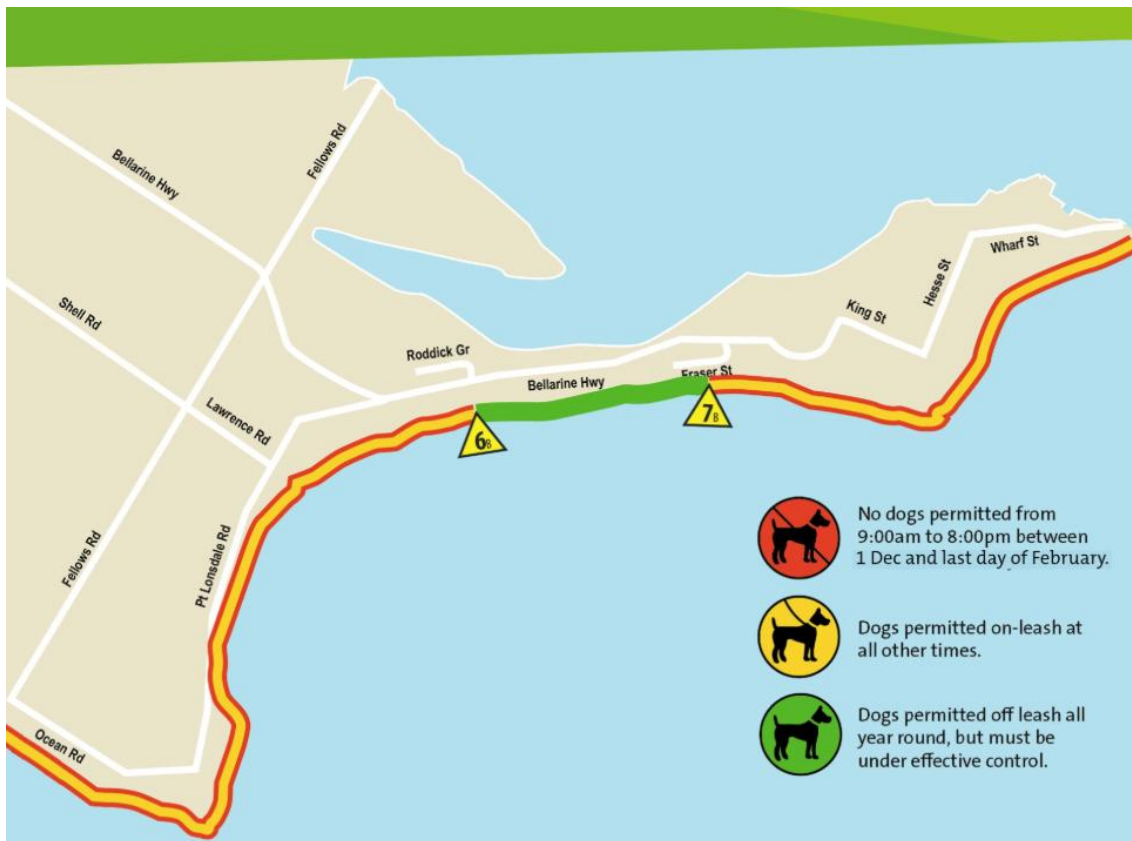 Fellows Rd
Bellarine Hwy
Wharf St
Hesse St
Shell Rd
King St
Roddick Gr
Fraser St
Bellarine Hwy
Lawrence Rd
7B
6B
Pt Lonsdale Rd
Fellows Rd
Ocean Rd
No dogs permitted from
9:00am to 8:00pm between
1 Dec and last day of February.
Dogs permitted on-leash at
all other times.
Dogs permitted off leash all
year round, but must be
under effective control.